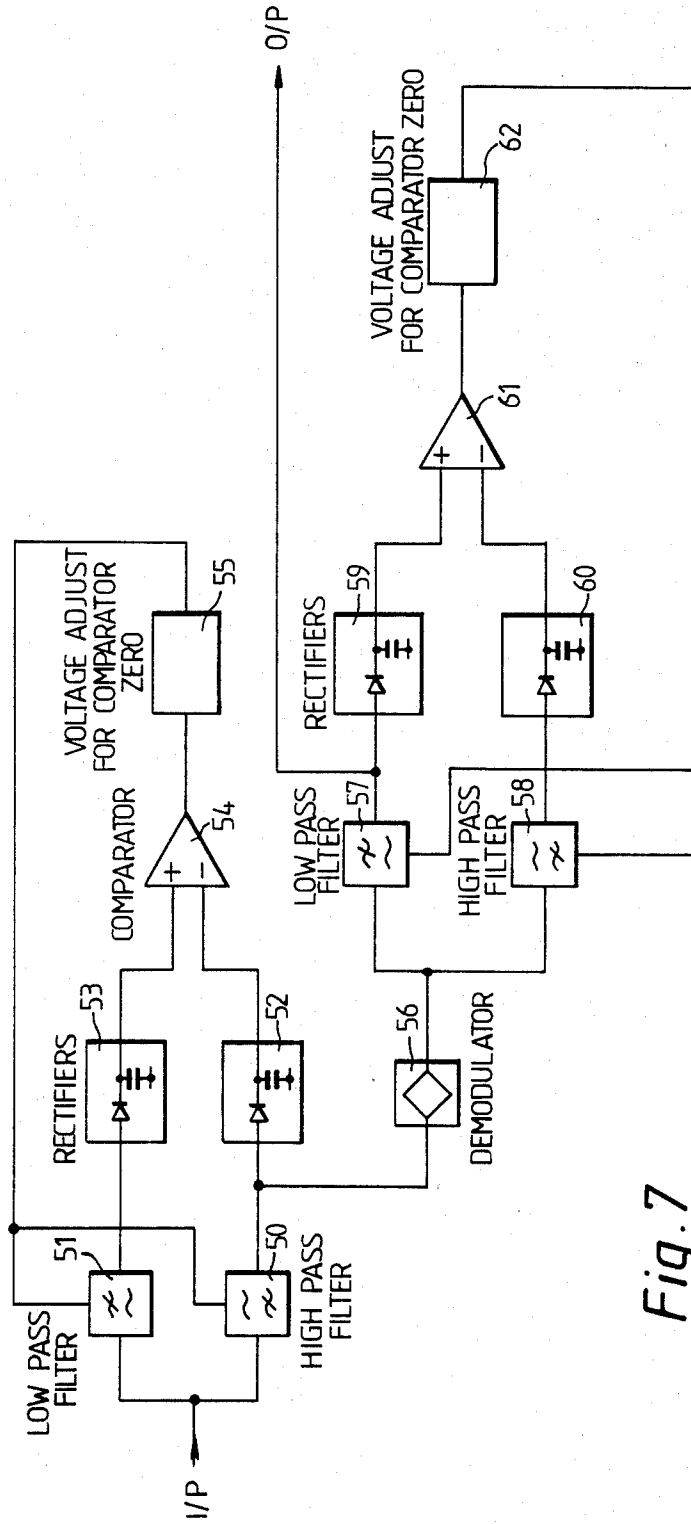 I/P
LOW PASS
FILTER
51
HIGH PASS
FILTER
50
RECTIFIERS
53
52
COMPARATOR
+
−
54
VOLTAGE ADJUST
FOR COMPARATOR
ZERO
55
DEMODULATOR
56
LOW PASS
FILTER
57
HIGH PASS
FILTER
58
RECTIFIERS
59
60
+
−
61
VOLTAGE ADJUST
FOR COMPARATOR ZERO
62
O/P
Fig. 7